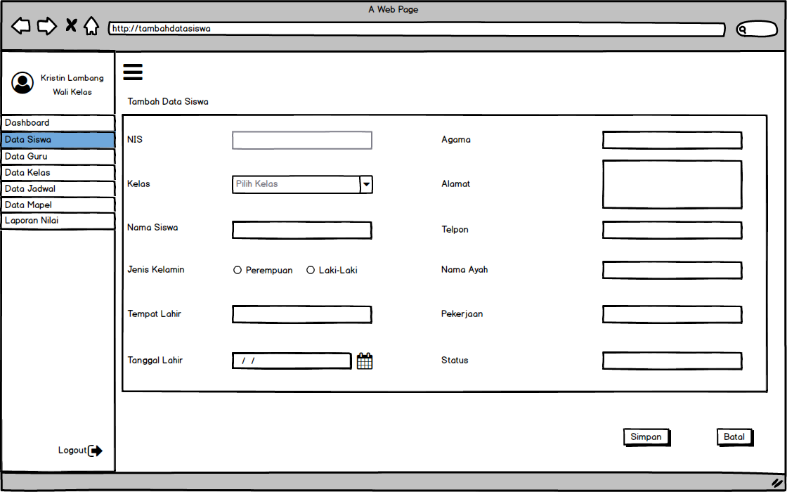 A Web Page
http://tambahdatasiswa
Kristin Lambang
Wali Kelas
Dashboard
Data Siswa
Data Guru
Data Kelas
Data Jadwal
Data Mapel
Laporan Nilai
Logout
Tambah Data Siswa
NIS
Kelas
Pilih Kelas
Nama Siswa
Jenis Kelamin
Perempuan
Laki-Laki
Tempat Lahir
Tanggal Lahir
/ /
Agama
Alamat
Telpon
Nama Ayah
Pekerjaan
Status
Simpan
Batal